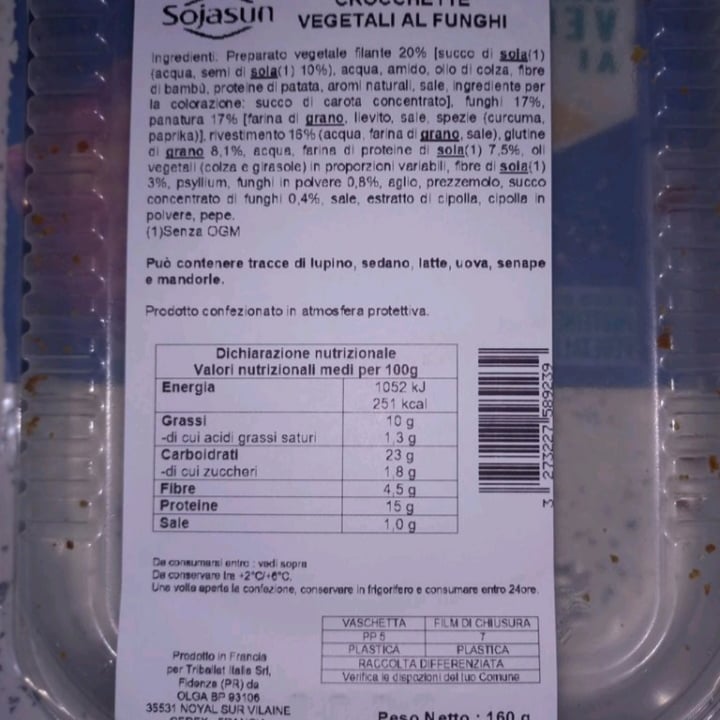 Sojasun
CROCCHETTE
VEGETALI AL FUNGHI
Ingredienti: Preparato vegetale filante 20% [succo di soia(1)
(acqua, semi di soia(1) 10%), acqua, amido, olio di colza, fibre
di bambù, proteine di patata, aromi naturali, sale, ingrediente per
la colorazione: succo di carota concentrato], funghi 17%,
panatura 17% [farina di grano, lievito, sale, spezie (curcuma,
paprika)], rivestimento 16% (acqua, farina di grano, sale), glutine
di grano 8,1%, acqua, farina di proteine di soia(1) 7,5%, oli
vegetali (colza e girasole) in proporzioni variabili, fibre di soia(1)
3%, psyllium, funghi in polvere 0,8%, aglio, prezzemolo, succo
concentrato di funghi 0,4%, sale, estratto di cipolla, cipolla in
polvere, pepe.
(1)Senza OGM
Può contenere tracce di lupino, sedano, latte, uova, senape
e mandorle.
Prodotto confezionato in atmosfera protettiva.
Dichiarazione nutrizionale
Valori nutrizionali medi per 100g
Energia 1052 kJ
251 kcal
Grassi 10 g
-di cui acidi grassi saturi 1,3 g
Carboidrati 23 g
-di cui zuccheri 1,8 g
Fibre 4,5 g
Proteine 15 g
Sale 1,0 g
3 273227 589239
Da consumarsi entro : vedi sopra
Da conservare tra +2°C/+6°C.
Una volta aperta la confezione, conservare in frigorifero e consumare entro 24ore.
VASCHETTA FILM DI CHIUSURA
PP 5 7
PLASTICA PLASTICA
RACCOLTA DIFFERENZIATA
Verifica le dispozioni del tuo Comune
Prodotto in Francia
per Triballat Italia Srl,
Fidenza (PR) da
OLGA BP 93106
35531 NOYAL SUR VILAINE
CEDEX - FRANCIA
Peso Netto : 160 g